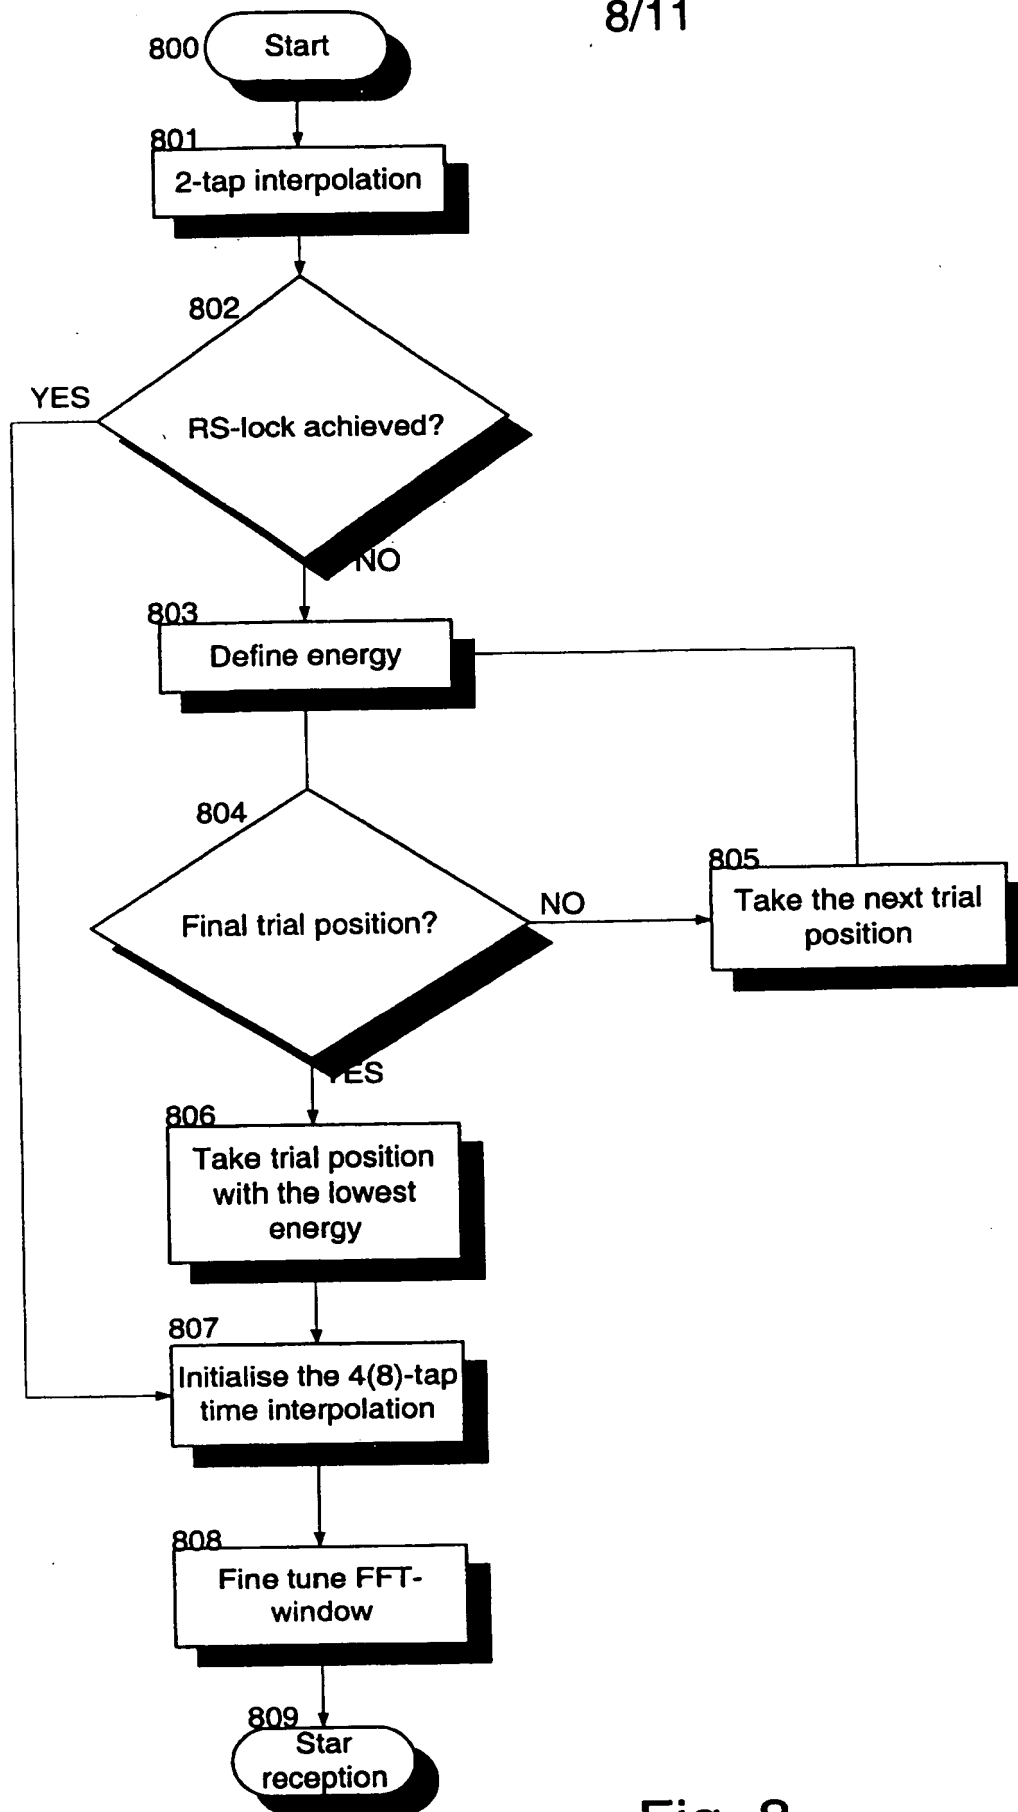 8/11
800
Start
801
2-tap interpolation
802
YES
RS-lock achieved?
NO
803
Define energy
804
Final trial position?
NO
805
Take the next trial
position
YES
806
Take trial position
with the lowest
energy
807
Initialise the 4(8)-tap
time interpolation
808
Fine tune FFT-
window
809
Star
reception
Fig. 8